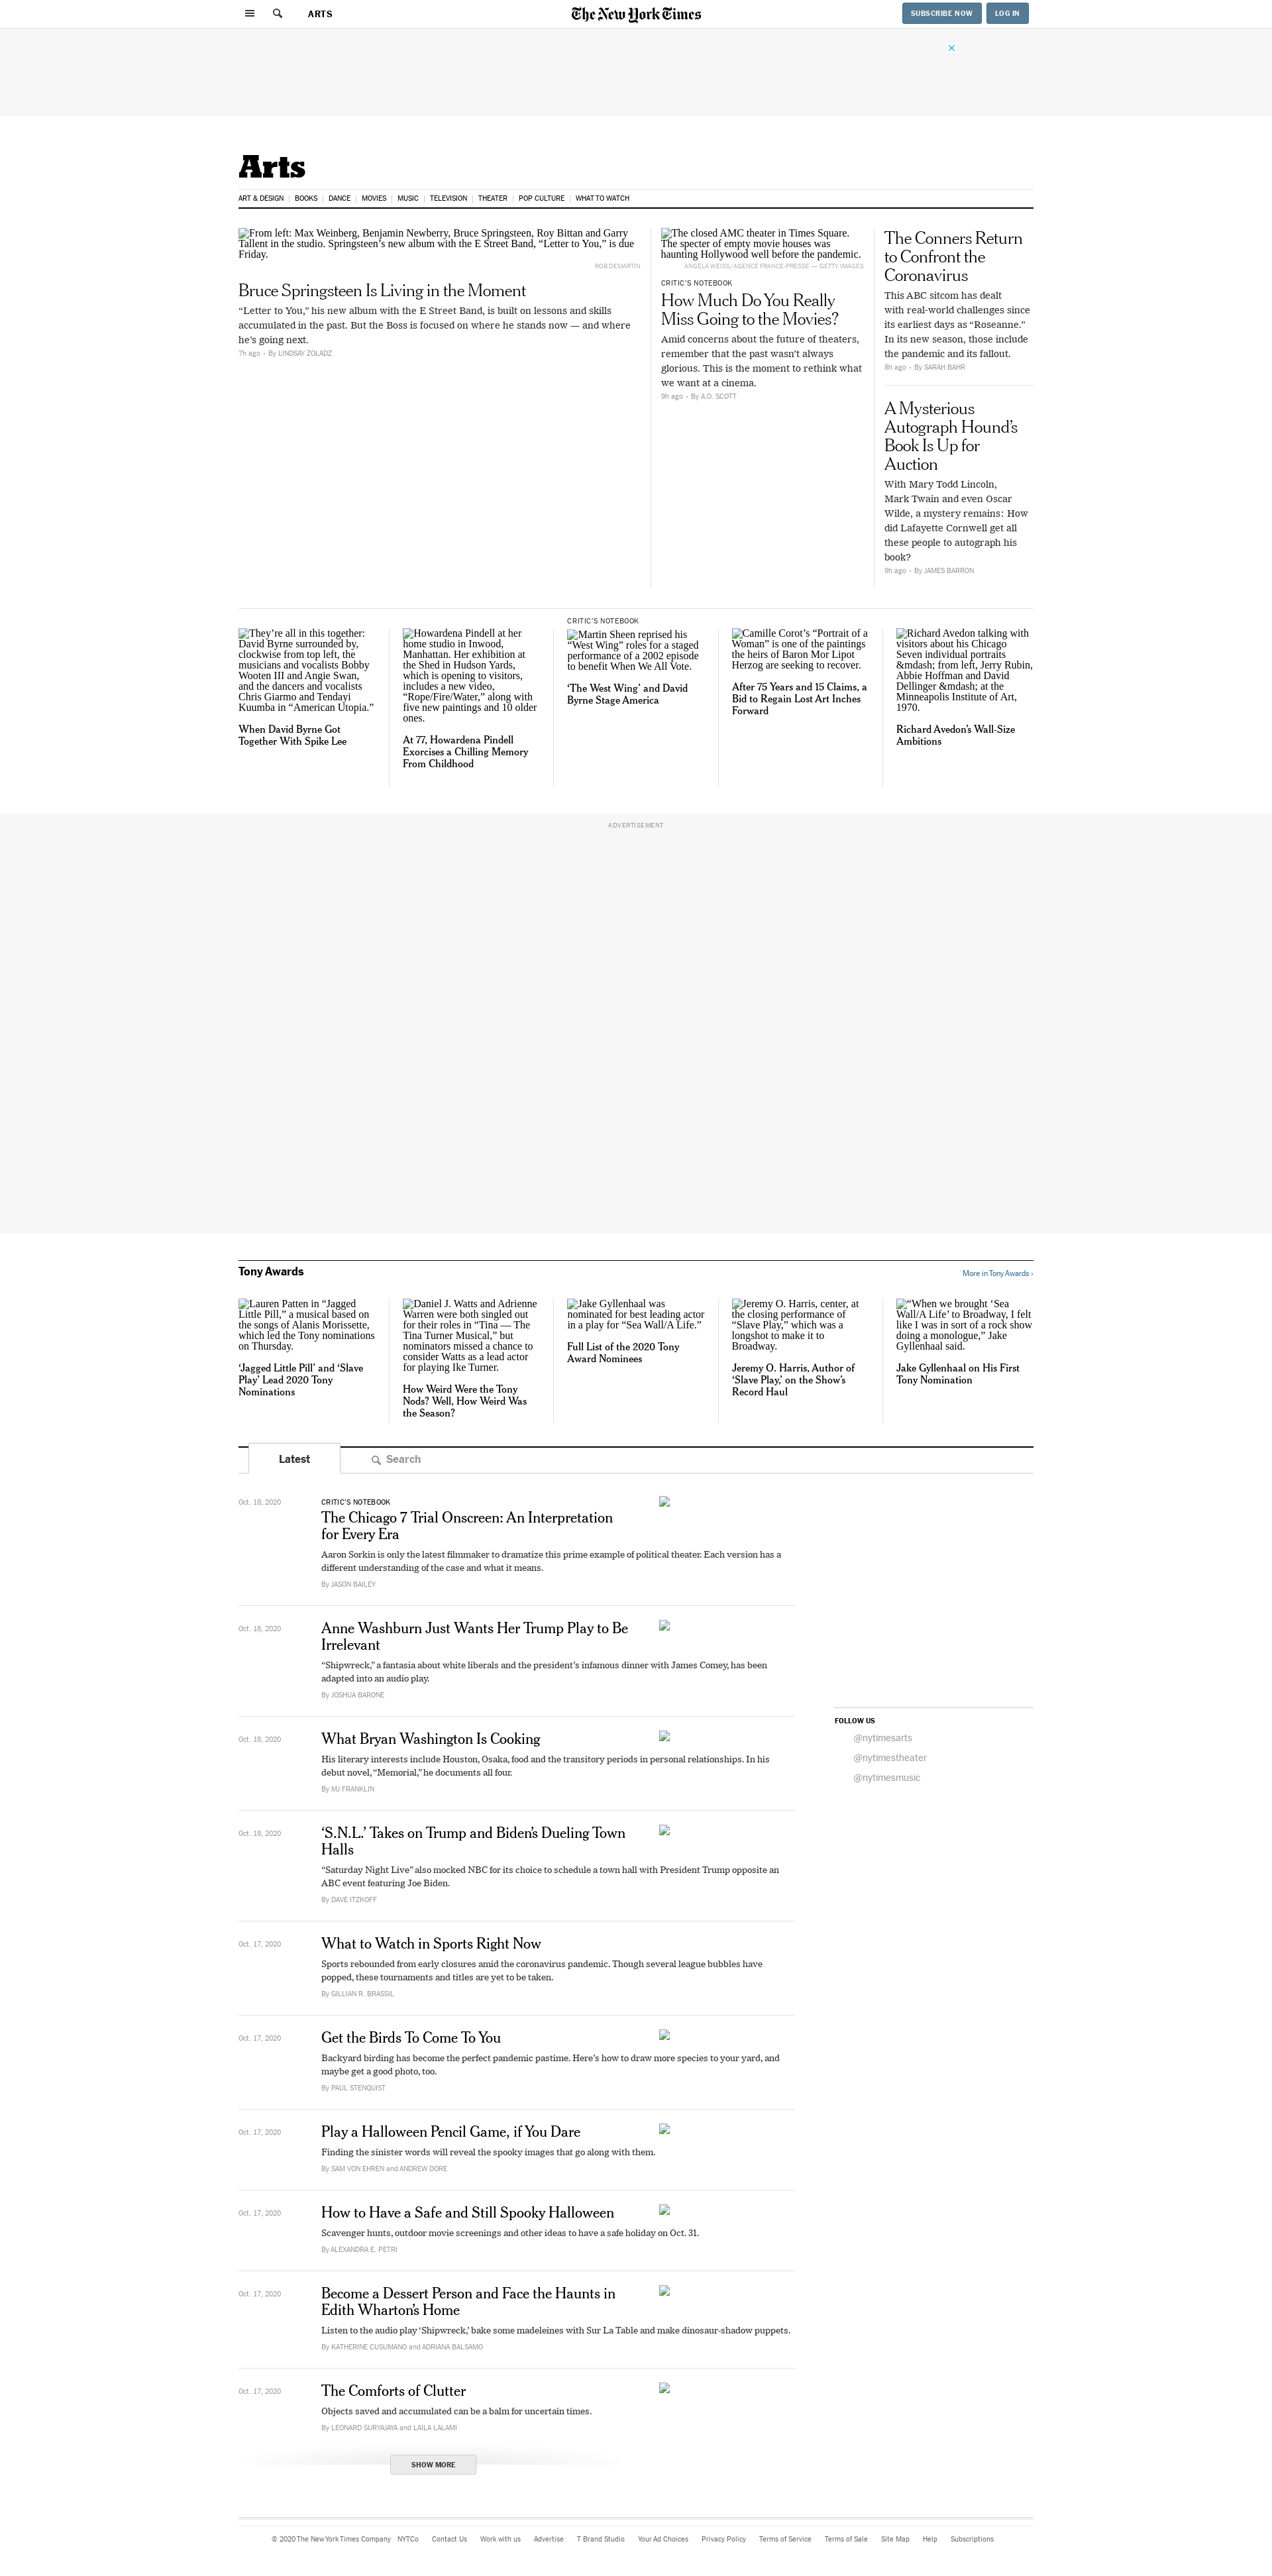 ARTS
The New York Times
SUBSCRIBE NOW
LOG IN
Arts
ART & DESIGN
BOOKS
DANCE
MOVIES
MUSIC
TELEVISION
THEATER
POP CULTURE
WHAT TO WATCH
From left: Max Weinberg, Benjamin Newberry, Bruce Springsteen, Roy Bittan and Garry
Tallent in the studio. Springsteen's new album with the E Street Band, “Letter to You,” is due
Friday.
ROB DEMARTIN
Bruce Springsteen Is Living in the Moment
“Letter to You,” his new album with the E Street Band, is built on lessons and skills
accumulated in the past. But the Boss is focused on where he stands now — and where
he's going next.
7h ago · By LINDSAY ZOLADZ
The closed AMC theater in Times Square.
The specter of empty movie houses was
haunting Hollywood well before the pandemic.
ANGELA WEISS/AGENCE FRANCE-PRESSE — GETTY IMAGES
CRITIC'S NOTEBOOK
How Much Do You Really
Miss Going to the Movies?
Amid concerns about the future of theaters,
remember that the past wasn't always
glorious. This is the moment to rethink what
we want at a cinema.
9h ago · By A.O. SCOTT
The Conners Return
to Confront the
Coronavirus
This ABC sitcom has dealt
with real-world challenges since
its earliest days as “Roseanne.”
In its new season, those include
the pandemic and its fallout.
8h ago · By SARAH BAHR
A Mysterious
Autograph Hound's
Book Is Up for
Auction
With Mary Todd Lincoln,
Mark Twain and even Oscar
Wilde, a mystery remains: How
did Lafayette Cornwell get all
these people to autograph his
book?
9h ago · By JAMES BARRON
They're all in this together:
David Byrne surrounded by,
clockwise from top left, the
musicians and vocalists Bobby
Wooten III and Angie Swan,
and the dancers and vocalists
Chris Giarmo and Tendayi
Kuumba in “American Utopia.”
When David Byrne Got
Together With Spike Lee
Howardena Pindell at her
home studio in Inwood,
Manhattan. Her exhibition at
the Shed in Hudson Yards,
which is opening to visitors,
includes a new video,
“Rope/Fire/Water,” along with
five new paintings and 10 older
ones.
At 77, Howardena Pindell
Exorcises a Chilling Memory
From Childhood
CRITIC'S NOTEBOOK
Martin Sheen reprised his
“West Wing” roles for a staged
performance of a 2002 episode
to benefit When We All Vote.
‘The West Wing’ and David
Byrne Stage America
Camille Corot's “Portrait of a
Woman” is one of the paintings
the heirs of Baron Mor Lipot
Herzog are seeking to recover.
After 75 Years and 15 Claims, a
Bid to Regain Lost Art Inches
Forward
Richard Avedon talking with
visitors about his Chicago
Seven individual portraits
&mdash; from left, Jerry Rubin,
Abbie Hoffman and David
Dellinger &mdash; at the
Minneapolis Institute of Art,
1970.
Richard Avedon's Wall-Size
Ambitions
ADVERTISEMENT
Tony Awards
More in Tony Awards ›
Lauren Patten in “Jagged
Little Pill,” a musical based on
the songs of Alanis Morissette,
which led the Tony nominations
on Thursday.
‘Jagged Little Pill’ and ‘Slave
Play’ Lead 2020 Tony
Nominations
Daniel J. Watts and Adrienne
Warren were both singled out
for their roles in “Tina — The
Tina Turner Musical,” but
nominators missed a chance to
consider Watts as a lead actor
for playing Ike Turner.
How Weird Were the Tony
Nods? Well, How Weird Was
the Season?
Jake Gyllenhaal was
nominated for best leading actor
in a play for “Sea Wall/A Life.”
Full List of the 2020 Tony
Award Nominees
Jeremy O. Harris, center, at
the closing performance of
“Slave Play,” which was a
longshot to make it to
Broadway.
Jeremy O. Harris, Author of
‘Slave Play,’ on the Show's
Record Haul
“When we brought ‘Sea
Wall/A Life’ to Broadway, I felt
like I was in sort of a rock show
doing a monologue,” Jake
Gyllenhaal said.
Jake Gyllenhaal on His First
Tony Nomination
Latest
Search
Oct. 18, 2020
CRITIC'S NOTEBOOK
The Chicago 7 Trial Onscreen: An Interpretation
for Every Era
Aaron Sorkin is only the latest filmmaker to dramatize this prime example of political theater. Each version has a
different understanding of the case and what it means.
By JASON BAILEY
Oct. 18, 2020
Anne Washburn Just Wants Her Trump Play to Be
Irrelevant
“Shipwreck,” a fantasia about white liberals and the president's infamous dinner with James Comey, has been
adapted into an audio play.
By JOSHUA BARONE
Oct. 18, 2020
What Bryan Washington Is Cooking
His literary interests include Houston, Osaka, food and the transitory periods in personal relationships. In his
debut novel, “Memorial,” he documents all four.
By MJ FRANKLIN
Oct. 18, 2020
‘S.N.L.’ Takes on Trump and Biden's Dueling Town
Halls
“Saturday Night Live” also mocked NBC for its choice to schedule a town hall with President Trump opposite an
ABC event featuring Joe Biden.
By DAVE ITZKOFF
Oct. 17, 2020
What to Watch in Sports Right Now
Sports rebounded from early closures amid the coronavirus pandemic. Though several league bubbles have
popped, these tournaments and titles are yet to be taken.
By GILLIAN R. BRASSIL
Oct. 17, 2020
Get the Birds To Come To You
Backyard birding has become the perfect pandemic pastime. Here's how to draw more species to your yard, and
maybe get a good photo, too.
By PAUL STENQUIST
Oct. 17, 2020
Play a Halloween Pencil Game, if You Dare
Finding the sinister words will reveal the spooky images that go along with them.
By SAM VON EHREN and ANDREW DORE
Oct. 17, 2020
How to Have a Safe and Still Spooky Halloween
Scavenger hunts, outdoor movie screenings and other ideas to have a safe holiday on Oct. 31.
By ALEXANDRA E. PETRI
Oct. 17, 2020
Become a Dessert Person and Face the Haunts in
Edith Wharton's Home
Listen to the audio play ‘Shipwreck,’ bake some madeleines with Sur La Table and make dinosaur-shadow puppets.
By KATHERINE CUSUMANO and ADRIANA BALSAMO
Oct. 17, 2020
The Comforts of Clutter
Objects saved and accumulated can be a balm for uncertain times.
By LEONARD SURYAJAYA and LAILA LALAMI
SHOW MORE
FOLLOW US
@nytimesarts
@nytimestheater
@nytimesmusic
© 2020 The New York Times Company
NYTCo
Contact Us
Work with us
Advertise
T Brand Studio
Your Ad Choices
Privacy Policy
Terms of Service
Terms of Sale
Site Map
Help
Subscriptions